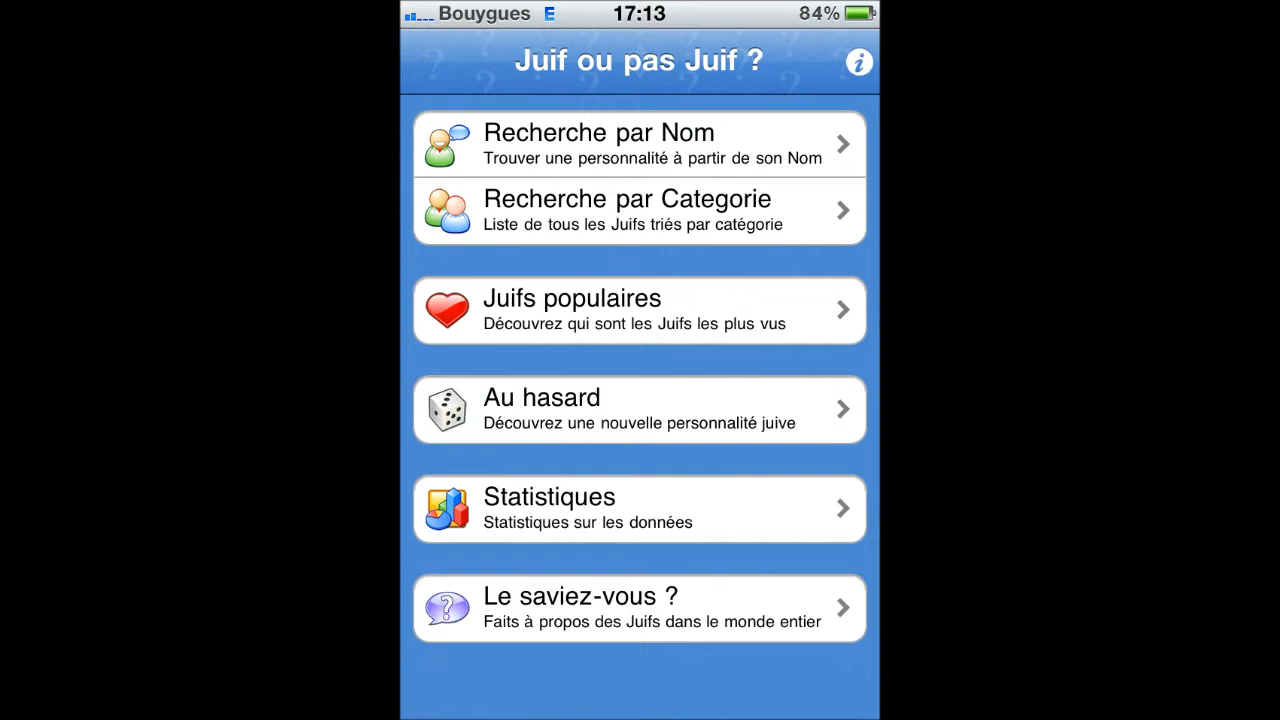 Bouygues E 17:13 84%
Juif ou pas Juif ?
Recherche par Nom
Trouver une personnalité à partir de son Nom
Recherche par Categorie
Liste de tous les Juifs triés par catégorie
Juifs populaires
Découvrez qui sont les Juifs les plus vus
Au hasard
Découvrez une nouvelle personnalité juive
Statistiques
Statistiques sur les données
Le saviez-vous ?
Faits à propos des Juifs dans le monde entier